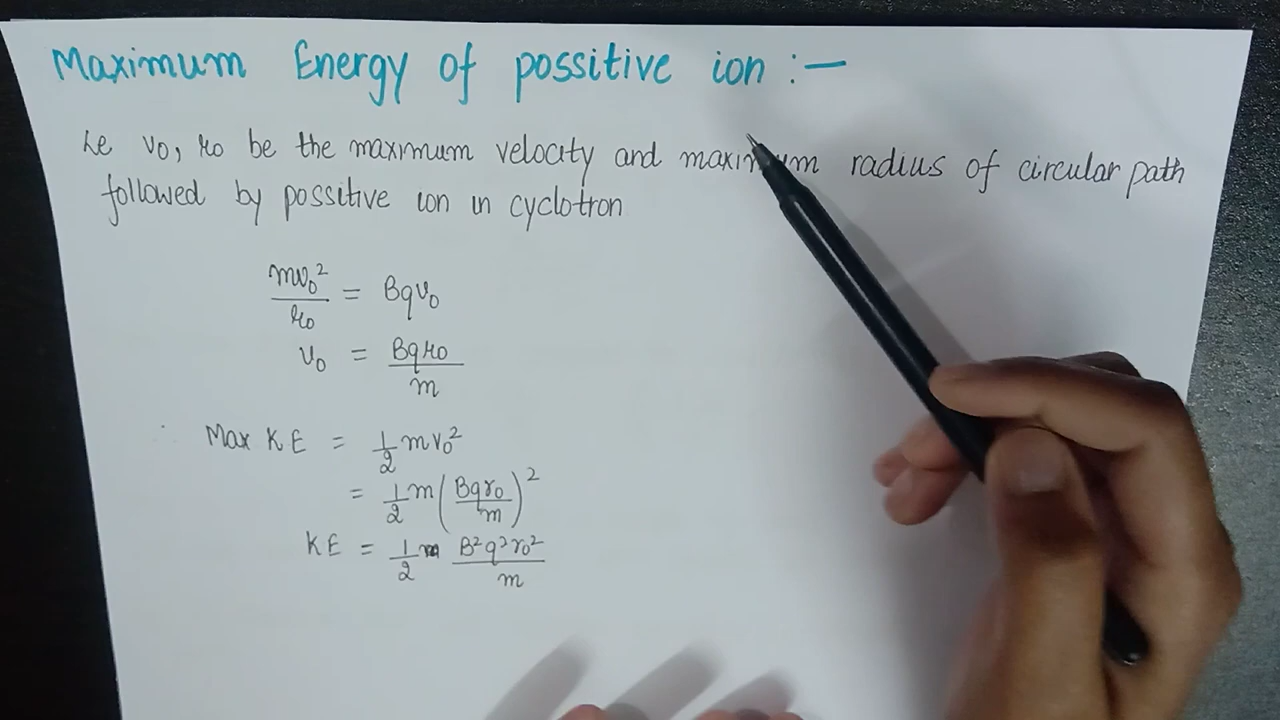 Maximum Energy of possitive ion :-
Le v₀, r₀ be the maximum velocity and maximum radius of circular path
followed by possitive ion in cyclotron
mv₀²/r₀ = Bqv₀
v₀ = Bqr₀/m
Max KE = 1/2 mv₀²
= 1/2 m (Bqr₀/m)²
KE = 1/2 B²q²r₀²/m